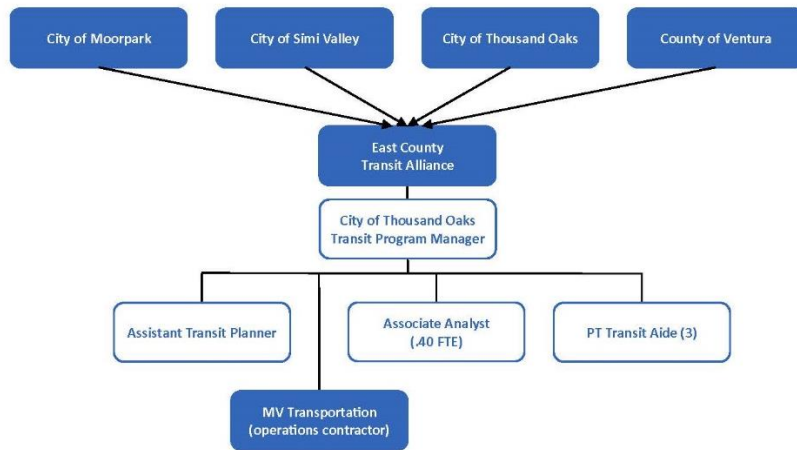 City of Moorpark
City of Simi Valley
City of Thousand Oaks
County of Ventura
East County
Transit Alliance
City of Thousand Oaks
Transit Program Manager
Assistant Transit Planner
Associate Analyst
(.40 FTE)
PT Transit Aide (3)
MV Transportation
(operations contractor)